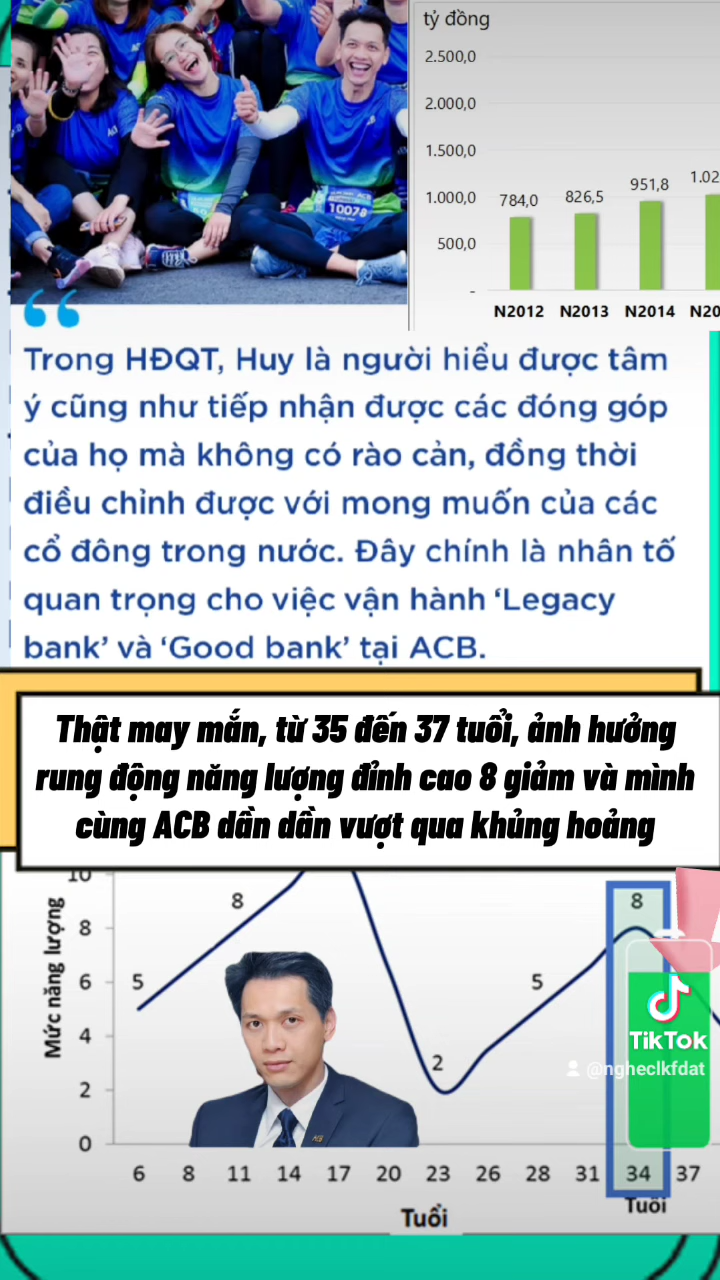 tỷ đồng
2.500,0
2.000,0
1.500,0
1.000,0
500,0
-
784,0
826,5
951,8
1.02
N2012 N2013 N2014 N20
10078
Trong HĐQT, Huy là người hiểu được tâm
ý cũng như tiếp nhận được các đóng góp
của họ mà không có rào cản, đồng thời
điều chỉnh được với mong muốn của các
cổ đông trong nước. Đây chính là nhân tố
quan trọng cho việc vận hành ‘Legacy
bank’ và ‘Good bank’ tại ACB.
Thật may mắn, từ 35 đến 37 tuổi, ảnh hưởng
rung động năng lượng đỉnh cao 8 giảm và mình
cùng ACB dần dần vượt qua khủng hoảng
Mức năng lượng
10
8
6
4
2
0
5
8
2
5
8
6 8 11 14 17 20 23 26 28 31 34 37
Tuổi
Tuổi
TikTok
@ngheclkfdat